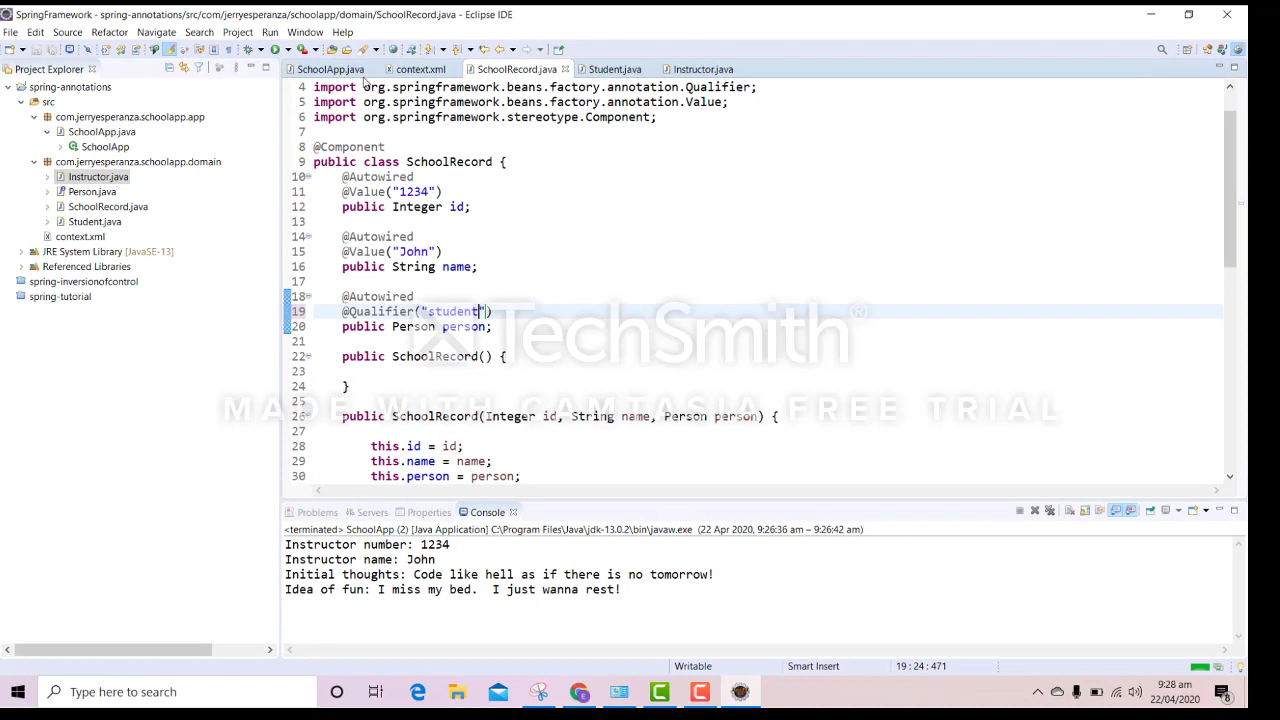 SpringFramework - spring-annotations/src/com/jerryesperanza/schoolapp/domain/SchoolRecord.java - Eclipse IDE
File Edit Source Refactor Navigate Search Project Run Window Help
Project Explorer
spring-annotations
src
com.jerryesperanza.schoolapp.app
SchoolApp.java
SchoolApp
com.jerryesperanza.schoolapp.domain
Instructor.java
Person.java
SchoolRecord.java
Student.java
context.xml
JRE System Library [JavaSE-13]
Referenced Libraries
spring-inversionofcontrol
spring-tutorial
SchoolApp.java context.xml SchoolRecord.java Student.java Instructor.java
4 import org.springframework.beans.factory.annotation.Qualifier;
5 import org.springframework.beans.factory.annotation.Value;
6 import org.springframework.stereotype.Component;
7
8 @Component
9 public class SchoolRecord {
10 @Autowired
11 @Value("1234")
12 public Integer id;
13
14 @Autowired
15 @Value("John")
16 public String name;
17
18 @Autowired
19 @Qualifier("student")
20 public Person person;
21
22 public SchoolRecord() {
23
24 }
25
26 public SchoolRecord(Integer id, String name, Person person) {
27
28 this.id = id;
29 this.name = name;
30 this.person = person;
TechSmith®
MADE WITH CAMTASIA FREE TRIAL
Problems Servers Properties Console
<terminated> SchoolApp (2) [Java Application] C:\Program Files\Java\jdk-13.0.2\bin\javaw.exe (22 Apr 2020, 9:26:36 am – 9:26:42 am)
Instructor number: 1234
Instructor name: John
Initial thoughts: Code like hell as if there is no tomorrow!
Idea of fun: I miss my bed. I just wanna rest!
Writable Smart Insert 19 : 24 : 471
Type here to search
9:28 am
22/04/2020
8